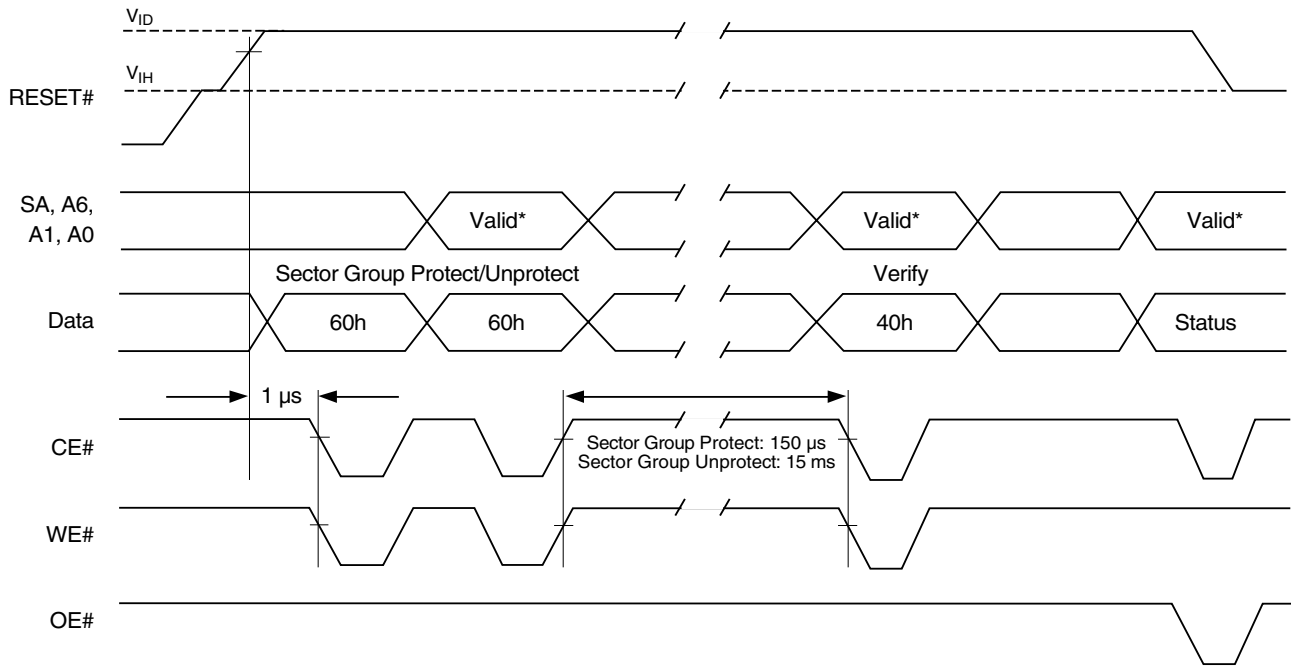 VID
VIH
RESET#
SA, A6,
A1, A0
Valid*
Valid*
Valid*
Sector Group Protect/Unprotect
Verify
Data
60h
60h
40h
Status
1 µs
CE#
Sector Group Protect: 150 µs
Sector Group Unprotect: 15 ms
WE#
OE#